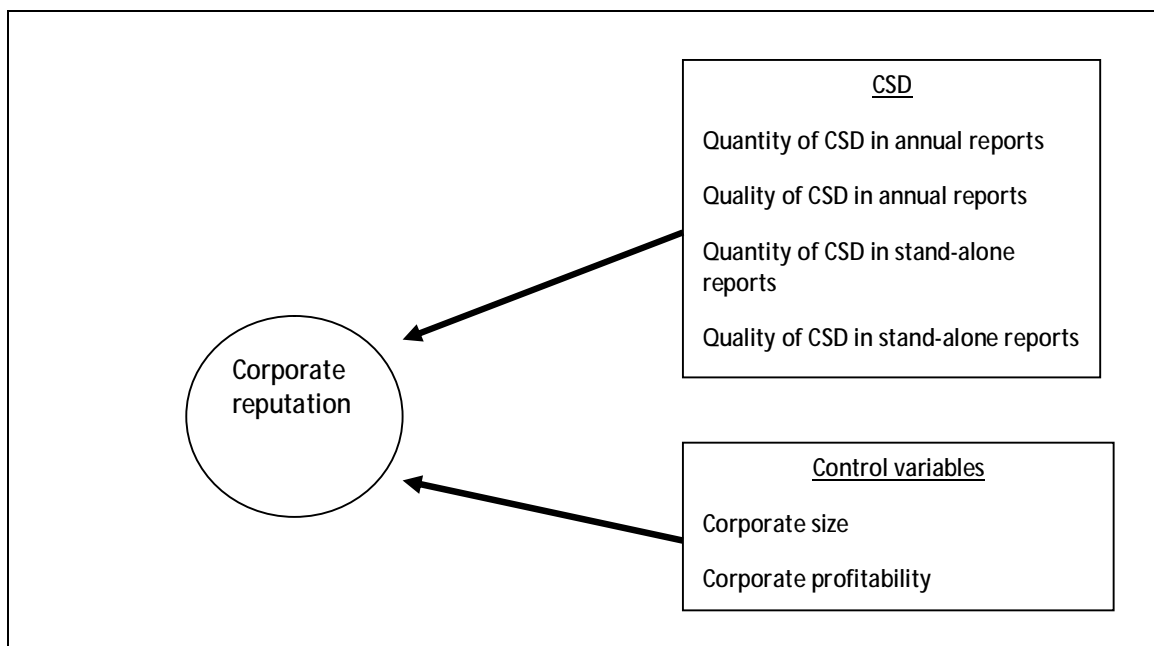 CSD
Quantity of CSD in annual reports
Quality of CSD in annual reports
Quantity of CSD in stand-alone
reports
Quality of CSD in stand-alone reports
Corporate
reputation
Control variables
Corporate size
Corporate profitability